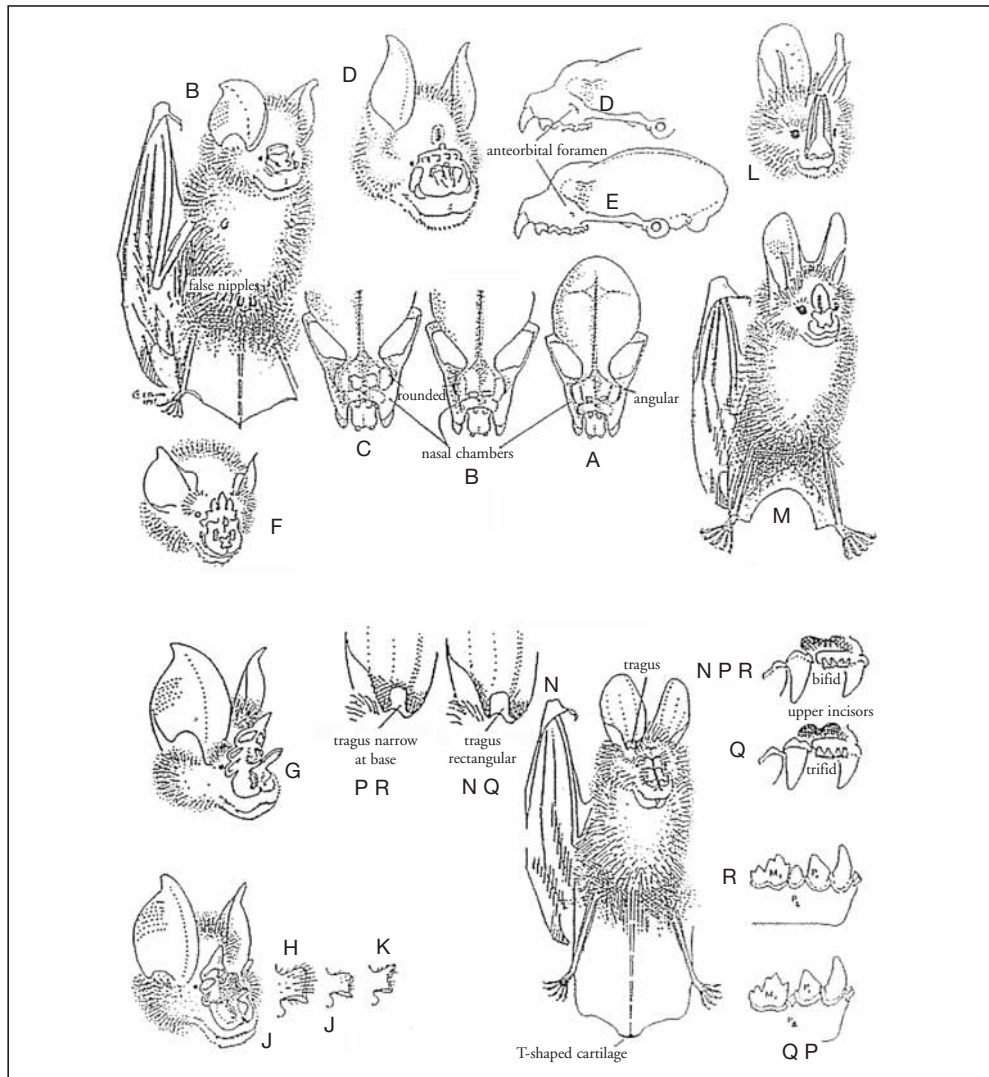 B
D
D
anteorbital foramen
E
L
false nipples
rounded
angular
nasal chambers
C
B
A
F
M
G
tragus narrow
at base
P R
tragus
rectangular
N Q
N
tragus
N P R
bifid
upper incisors
Q
trifid
R
J
H
J
K
T-shaped cartilage
Q P